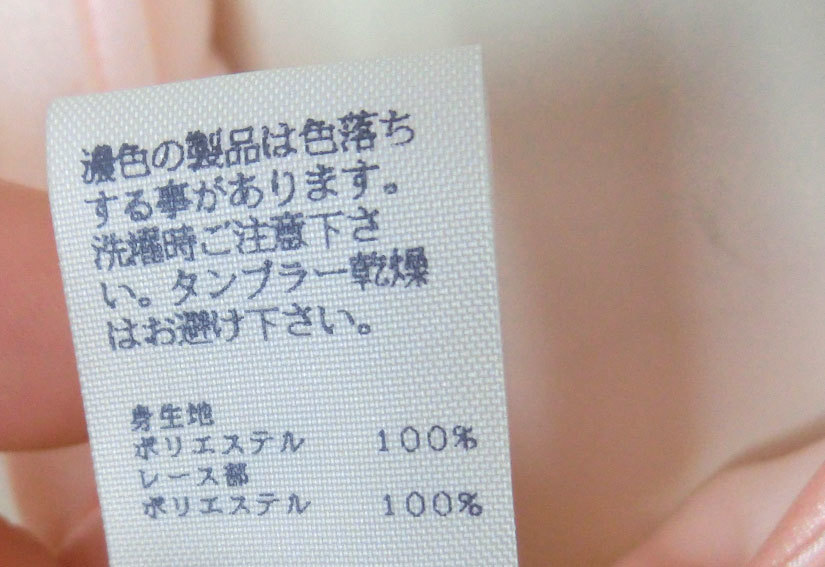 濃色の製品は色落ち
する事があります。
洗濯時ご注意下さ
い。タンブラー乾燥
はお避け下さい。
身生地
ポリエステル 100%
レース部
ポリエステル 100%